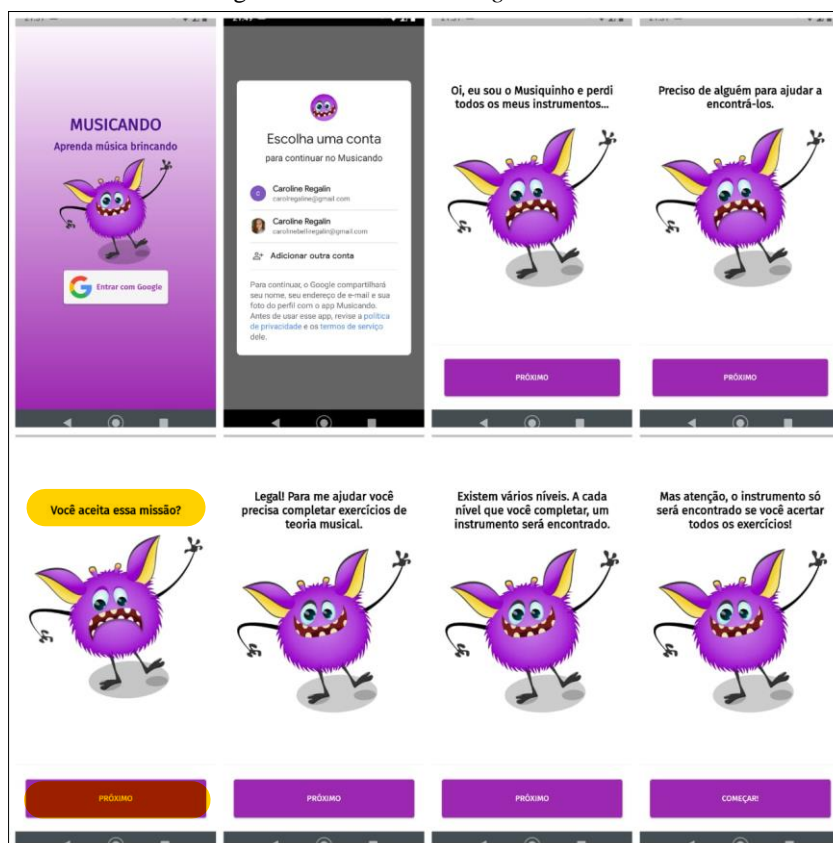 MUSICANDO
Aprenda música brincando
Entrar com Google
Escolha uma conta
para continuar no Musicando
C
Caroline Regalin
carolregaline@gmail.com
Caroline Regalin
carolinebelliregalin@gmail.com
Adicionar outra conta
Para continuar, o Google compartilhará
seu nome, seu endereço de e-mail e sua
foto do perfil com o app Musicando.
Antes de usar esse app, revise a política
de privacidade e os termos de serviço
dele.
Oi, eu sou o Musiquinho e perdi
todos os meus instrumentos...
PRÓXIMO
Preciso de alguém para ajudar a
encontrá-los.
PRÓXIMO
Você aceita essa missão?
PRÓXIMO
Legal! Para me ajudar você
precisa completar exercícios de
teoria musical.
PRÓXIMO
Existem vários níveis. A cada
nível que você completar, um
instrumento será encontrado.
PRÓXIMO
Mas atenção, o instrumento só
será encontrado se você acertar
todos os exercícios!
COMEÇAR!